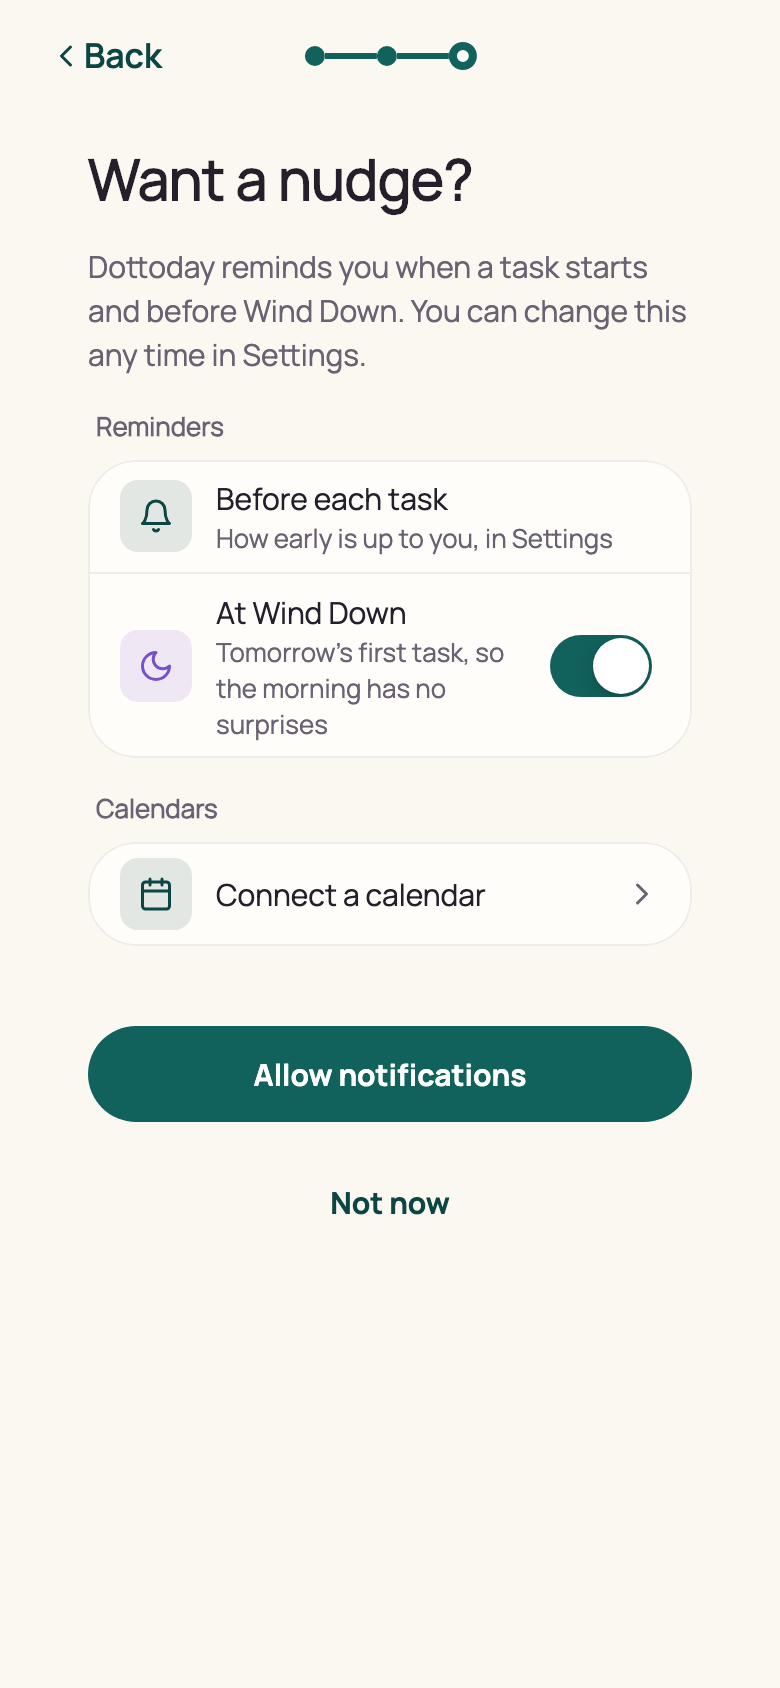 Back
Want a nudge?
Dottoday reminds you when a task starts
and before Wind Down. You can change this
any time in Settings.
Reminders
Before each task
How early is up to you, in Settings
At Wind Down
Tomorrow’s first task, so
the morning has no
surprises
Calendars
Connect a calendar
Allow notifications
Not now